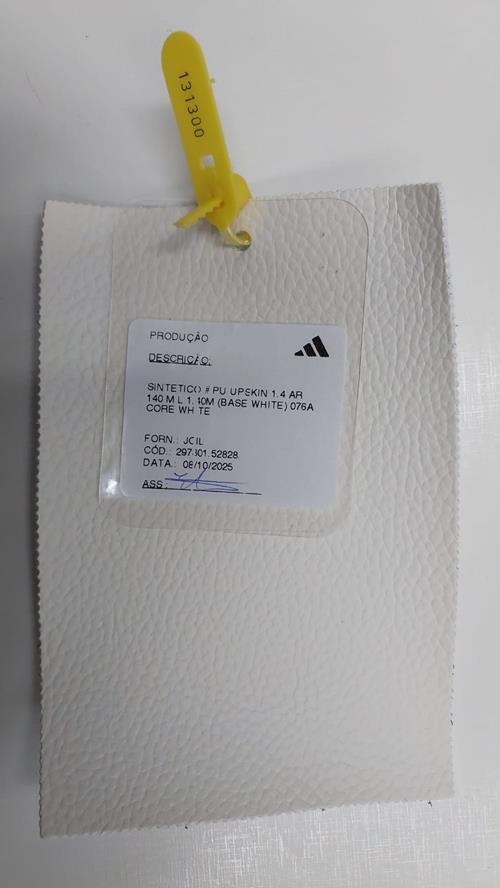 131300
PRODUÇÃO
DESCRIÇÃO:
SINTETICO # PU UPSKIN 1.4 AR
140 M L 1.40M (BASE WHITE) 076A
CORE WHITE
FORN.: JCIL
CÓD.: 297.301.52828
DATA.: 08/10/2025
ASS.: